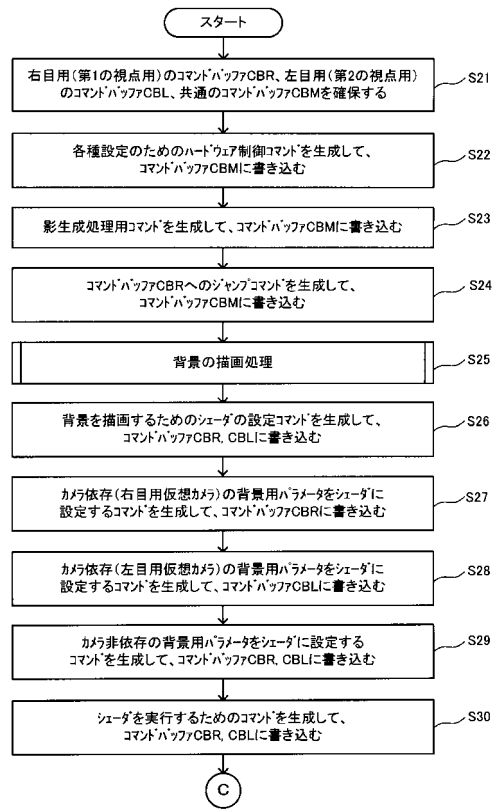 スタート
右目用(第1の視点用)のコマンドバッファCBR、左目用(第2の視点用)
のコマンドバッファCBL、共通のコマンドバッファCBMを確保する
S21
各種設定のためのハードウェア制御コマンドを生成して、
コマンドバッファCBMに書き込む
S22
影生成処理用コマンドを生成して、コマンドバッファCBMに書き込む
S23
コマンドバッファCBRへのジャンプコマンドを生成して、
コマンドバッファCBMに書き込む
S24
背景の描画処理
S25
背景を描画するためのシェーダの設定コマンドを生成して、
コマンドバッファCBR, CBLに書き込む
S26
カメラ依存(右目用仮想カメラ)の背景用パラメータをシェーダに
設定するコマンドを生成して、コマンドバッファCBRに書き込む
S27
カメラ依存(左目用仮想カメラ)の背景用パラメータをシェーダに
設定するコマンドを生成して、コマンドバッファCBLに書き込む
S28
カメラ非依存の背景用パラメータをシェーダに設定する
コマンドを生成して、コマンドバッファCBR, CBLに書き込む
S29
シェーダを実行するためのコマンドを生成して、
コマンドバッファCBR, CBLに書き込む
S30
C